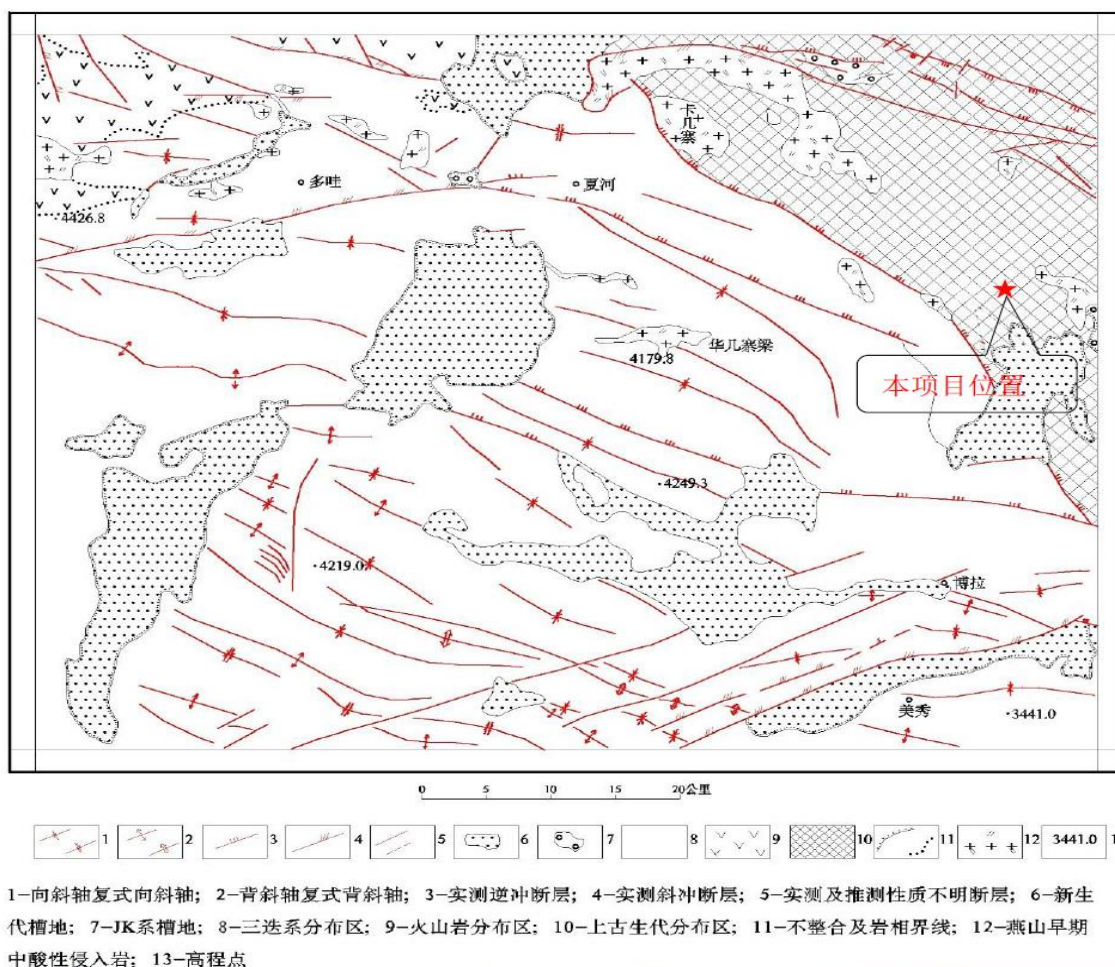 卡几寨
多哇
夏河
4426.8
华几寨梁
4179.8
本项目位置
4249.3
4219.0
博拉
美秀
3441.0
0 5 10 15 20公里
1 2 3 4 5 6 7 8 9 10 11 12 3441.0 1
1-向斜轴复式向斜轴；2-背斜轴复式背斜轴；3-实测逆冲断层；4-实测斜冲断层；5-实测及推测性质不明断层；6-新生
代槽地；7-JK系槽地；8-三迭系分布区；9-火山岩分布区；10-上古生代分布区；11-不整合及岩相界线；12-燕山早期
中酸性侵入岩；13-高程点